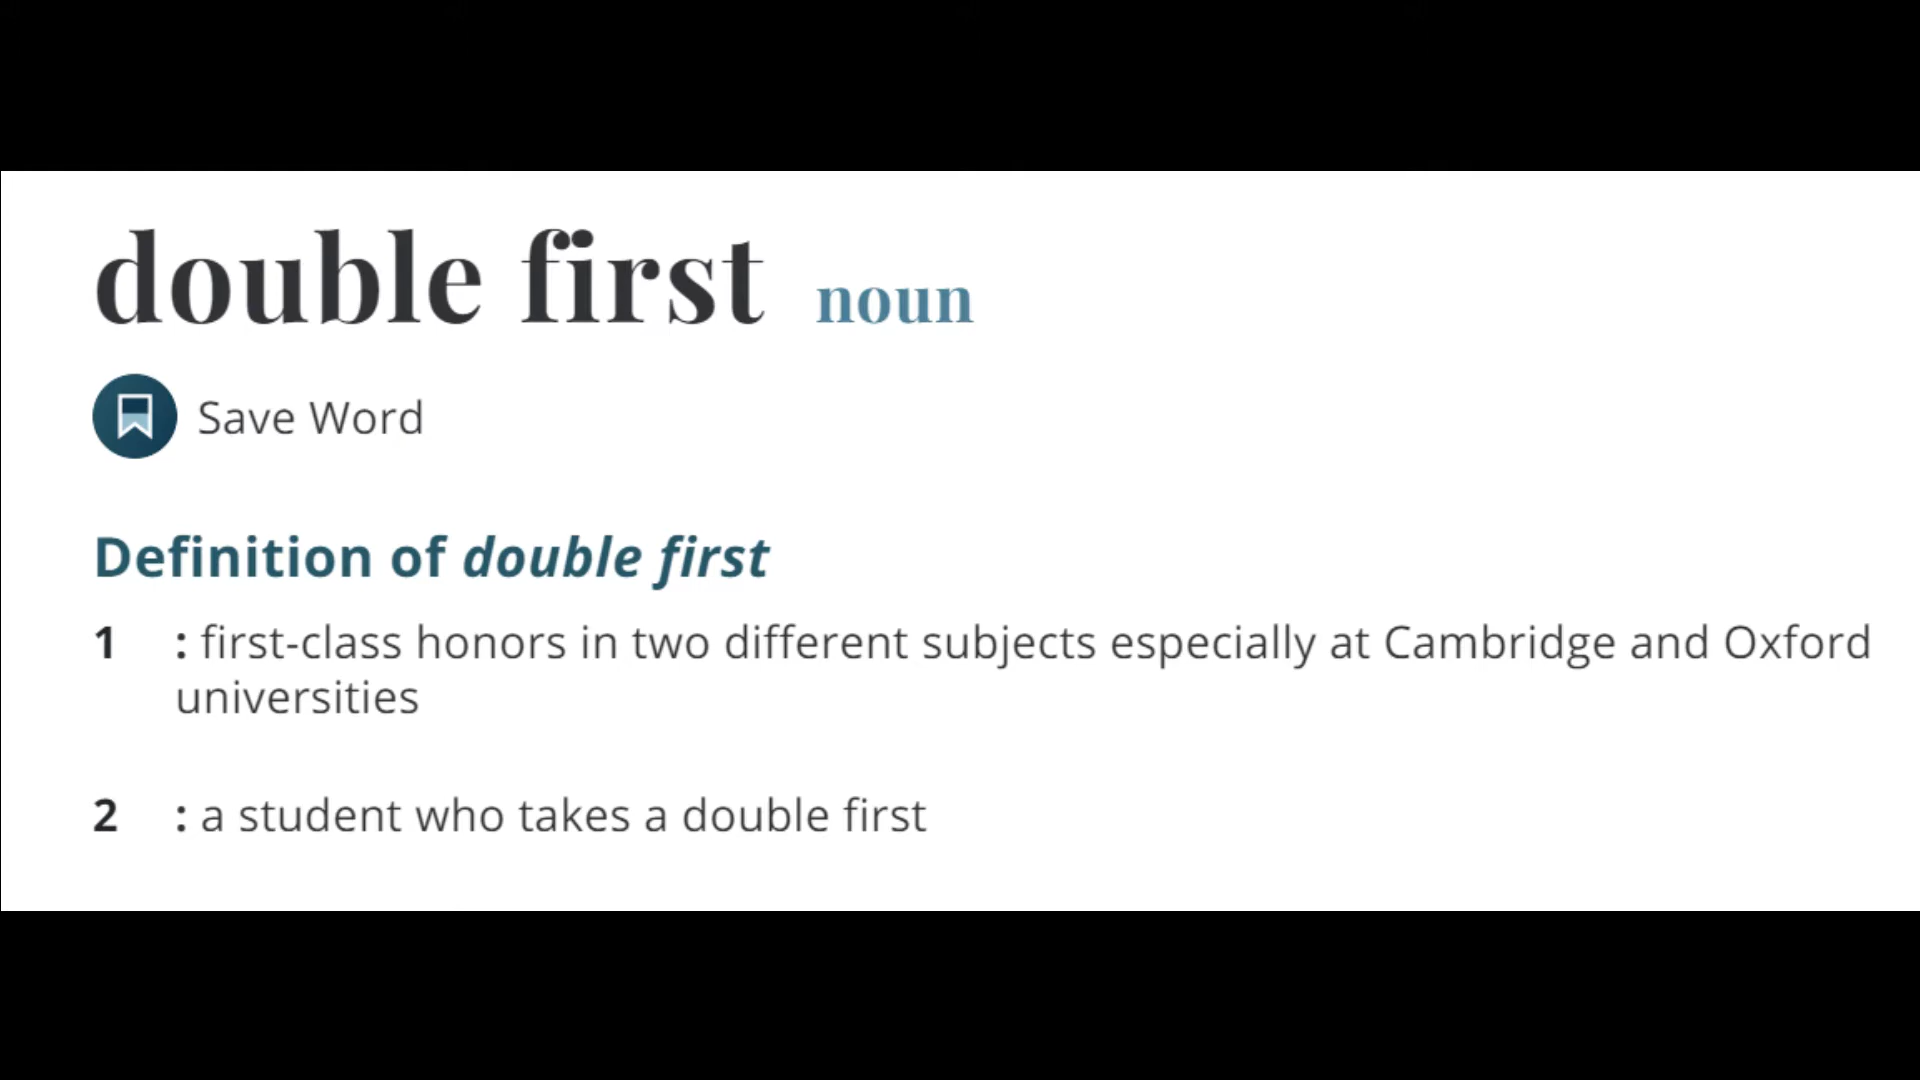 double first noun
Save Word
Definition of double first
1 : first-class honors in two different subjects especially at Cambridge and Oxford
universities
2 : a student who takes a double first